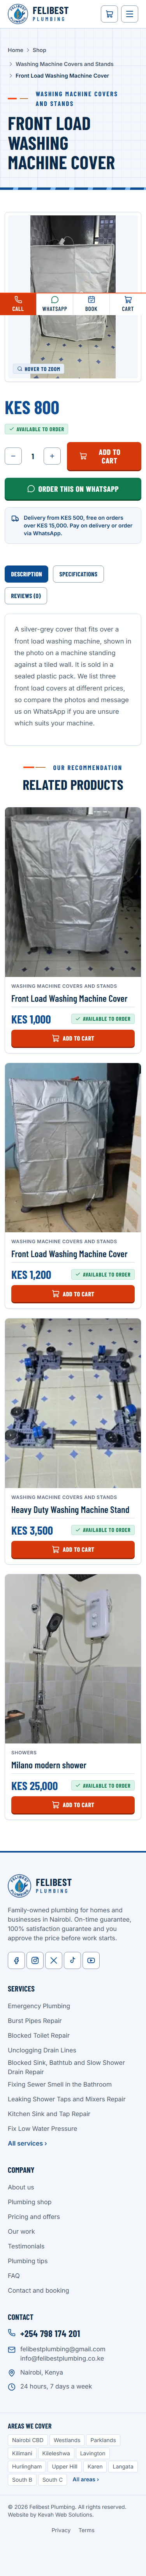 FELIBEST
PLUMBING
Home > Shop
> Washing Machine Covers and Stands
> Front Load Washing Machine Cover
WASHING MACHINE COVERS
AND STANDS
FRONT LOAD
WASHING
MACHINE COVER
CALL
WHATSAPP
BOOK
CART
HOVER TO ZOOM
KES 800
AVAILABLE TO ORDER
− 1 +
ADD TO
CART
ORDER THIS ON WHATSAPP
Delivery from KES 500, free on orders
over KES 15,000. Pay on delivery or order
via WhatsApp.
DESCRIPTION
SPECIFICATIONS
REVIEWS (0)
A silver-grey cover that fits over a
front load washing machine, shown in
the photo on a machine standing
against a tiled wall. It is sold in a
sealed plastic pack. We list three
front load covers at different prices,
so compare the photos and message
us on WhatsApp if you are unsure
which suits your machine.
OUR RECOMMENDATION
RELATED PRODUCTS
WASHING MACHINE COVERS AND STANDS
Front Load Washing Machine Cover
KES 1,000
AVAILABLE TO ORDER
ADD TO CART
WASHING MACHINE COVERS AND STANDS
Front Load Washing Machine Cover
KES 1,200
AVAILABLE TO ORDER
ADD TO CART
WASHING MACHINE COVERS AND STANDS
Heavy Duty Washing Machine Stand
KES 3,500
AVAILABLE TO ORDER
ADD TO CART
SHOWERS
Milano modern shower
KES 25,000
AVAILABLE TO ORDER
ADD TO CART
FELIBEST
PLUMBING
Family-owned plumbing for homes and
businesses in Nairobi. On-time guarantee,
100% satisfaction guarantee and you
approve the price before work starts.
SERVICES
Emergency Plumbing
Burst Pipes Repair
Blocked Toilet Repair
Unclogging Drain Lines
Blocked Sink, Bathtub and Slow Shower
Drain Repair
Fixing Sewer Smell in the Bathroom
Leaking Shower Taps and Mixers Repair
Kitchen Sink and Tap Repair
Fix Low Water Pressure
All services ›
COMPANY
About us
Plumbing shop
Pricing and offers
Our work
Testimonials
Plumbing tips
FAQ
Contact and booking
CONTACT
+254 798 174 201
felibestplumbing@gmail.com
info@felibestplumbing.co.ke
Nairobi, Kenya
24 hours, 7 days a week
AREAS WE COVER
Nairobi CBD Westlands Parklands
Kilimani Kileleshwa Lavington
Hurlingham Upper Hill Karen Langata
South B South C All areas ›
© 2026 Felibest Plumbing. All rights reserved.
Website by Kavah Web Solutions.
Privacy Terms